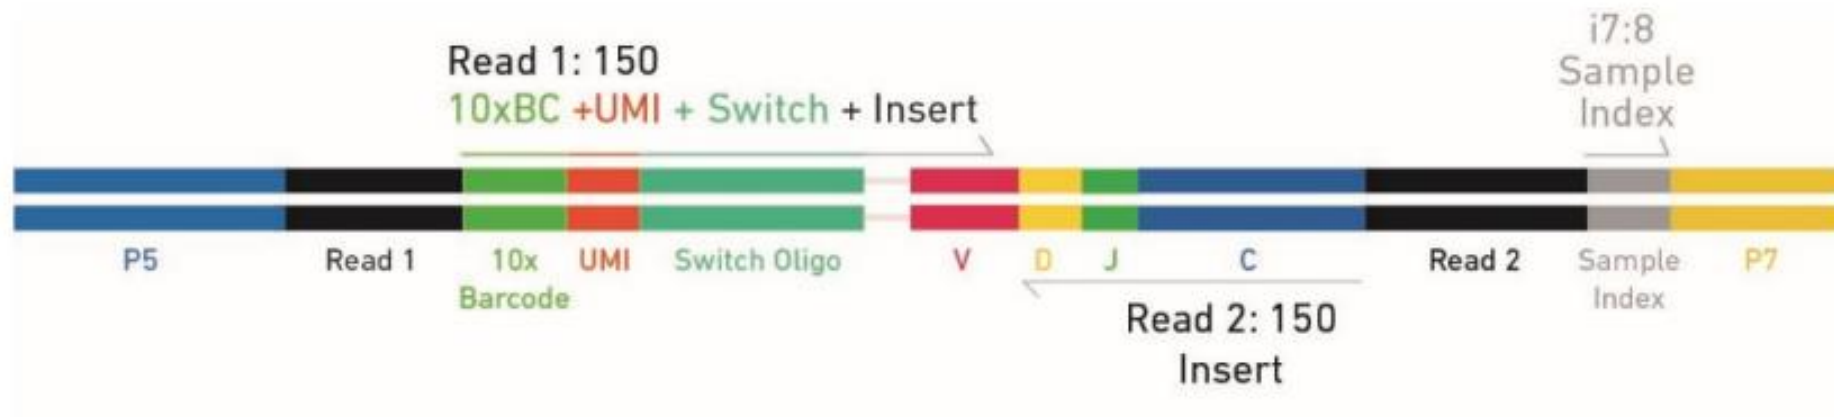 Read 1: 150
10xBC +UMI + Switch + Insert
i7:8
Sample
Index
P5
Read 1
10x
Barcode
UMI
Switch Oligo
V
D
J
C
Read 2
Sample
Index
P7
Read 2: 150
Insert